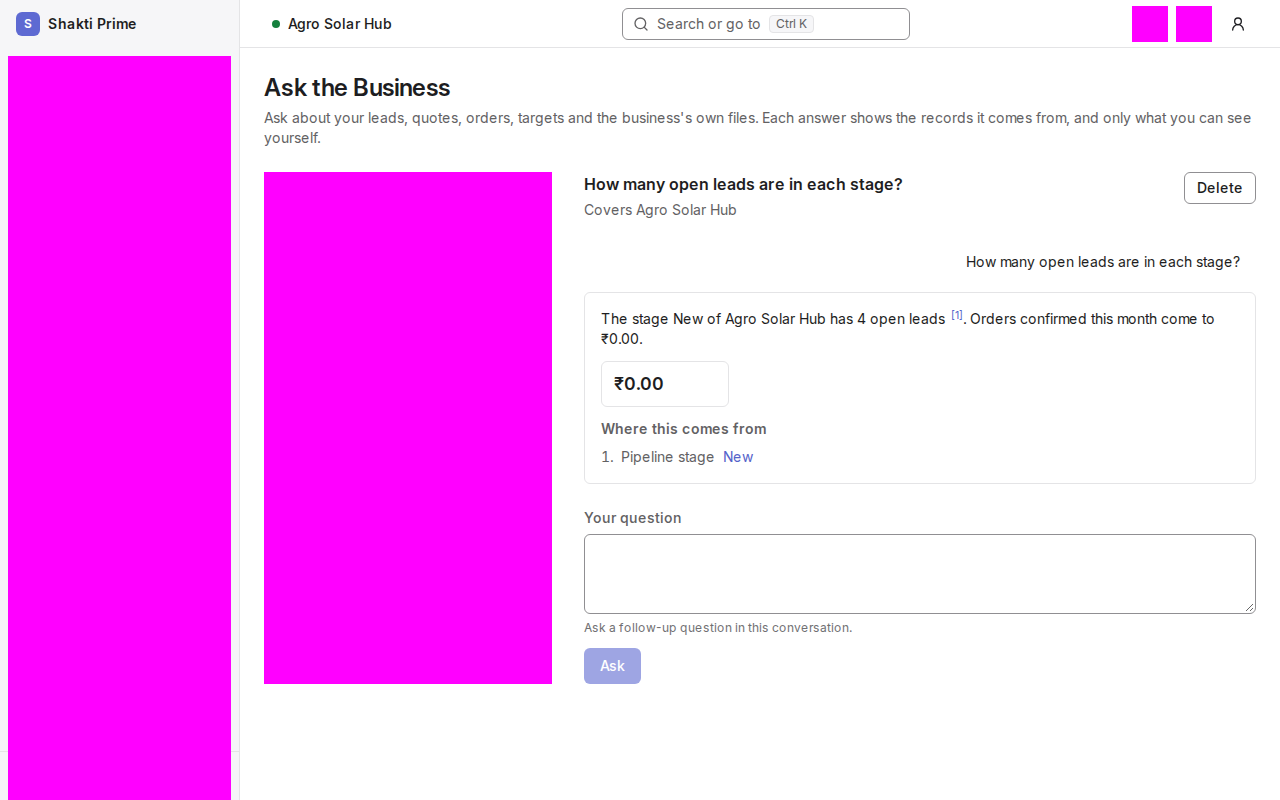 S Shakti Prime
Agro Solar Hub
Search or go to Ctrl K
Ask the Business
Ask about your leads, quotes, orders, targets and the business's own files. Each answer shows the records it comes from, and only what you can see
yourself.
How many open leads are in each stage?
Delete
Covers Agro Solar Hub
How many open leads are in each stage?
The stage New of Agro Solar Hub has 4 open leads [1]. Orders confirmed this month come to
₹0.00.
₹0.00
Where this comes from
1. Pipeline stage New
Your question
Ask a follow-up question in this conversation.
Ask